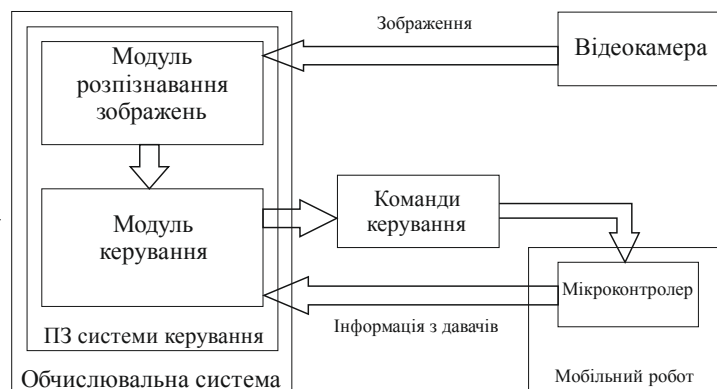 Зображення
Відеокамера
Модуль
розпізнавання
зображень
Модуль
керування
Команди
керування
Мікроконтролер
Інформація з давачів
ПЗ системи керування
Обчислювальна система
Мобільний робот